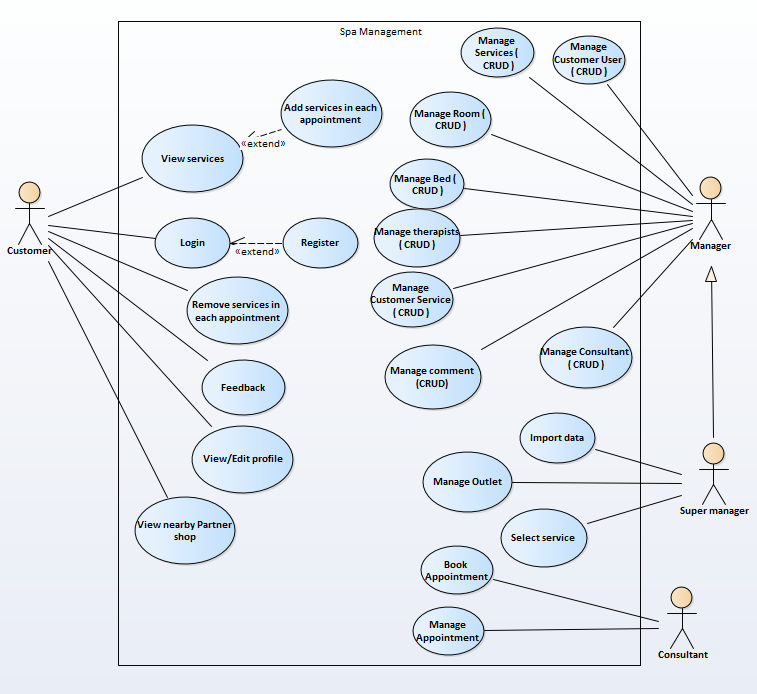 Spa Management
Manage
Services (
CRUD )
Manage
Customer User
( CRUD )
Add services in each
appointment
Manage Room (
CRUD )
«extend»
View services
Manage Bed (
CRUD )
Customer
Login
«extend»
Register
Manage therapists
( CRUD )
Manager
Manage
Customer Service
( CRUD )
Remove services in
each appointment
Manage comment
(CRUD)
Manage Consultant
( CRUD )
Feedback
Import data
View/Edit profile
Manage Outlet
Super manager
View nearby Partner
shop
Select service
Book
Appointment
Manage
Appointment
Consultant